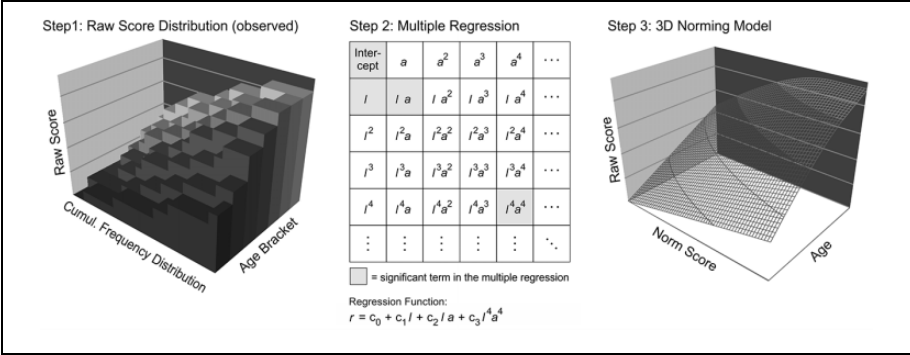 Step1: Raw Score Distribution (observed)
Raw Score
Cumul. Frequency Distribution
Age Bracket
Step 2: Multiple Regression
Inter- a a² a³ a⁴ ···
cept
l l a l a² l a³ l a⁴ ···
l² l²a l²a² l²a³ l²a⁴ ···
l³ l³a l³a² l³a³ l³a⁴ ···
l⁴ l⁴a l⁴a² l⁴a³ l⁴a⁴ ···
⋮ ⋮ ⋮ ⋮ ⋮ ⋱
= significant term in the multiple regression
Regression Function:
r = c₀ + c₁ l + c₂ l a + c₃ l⁴a⁴
Step 3: 3D Norming Model
Raw Score
Norm Score
Age